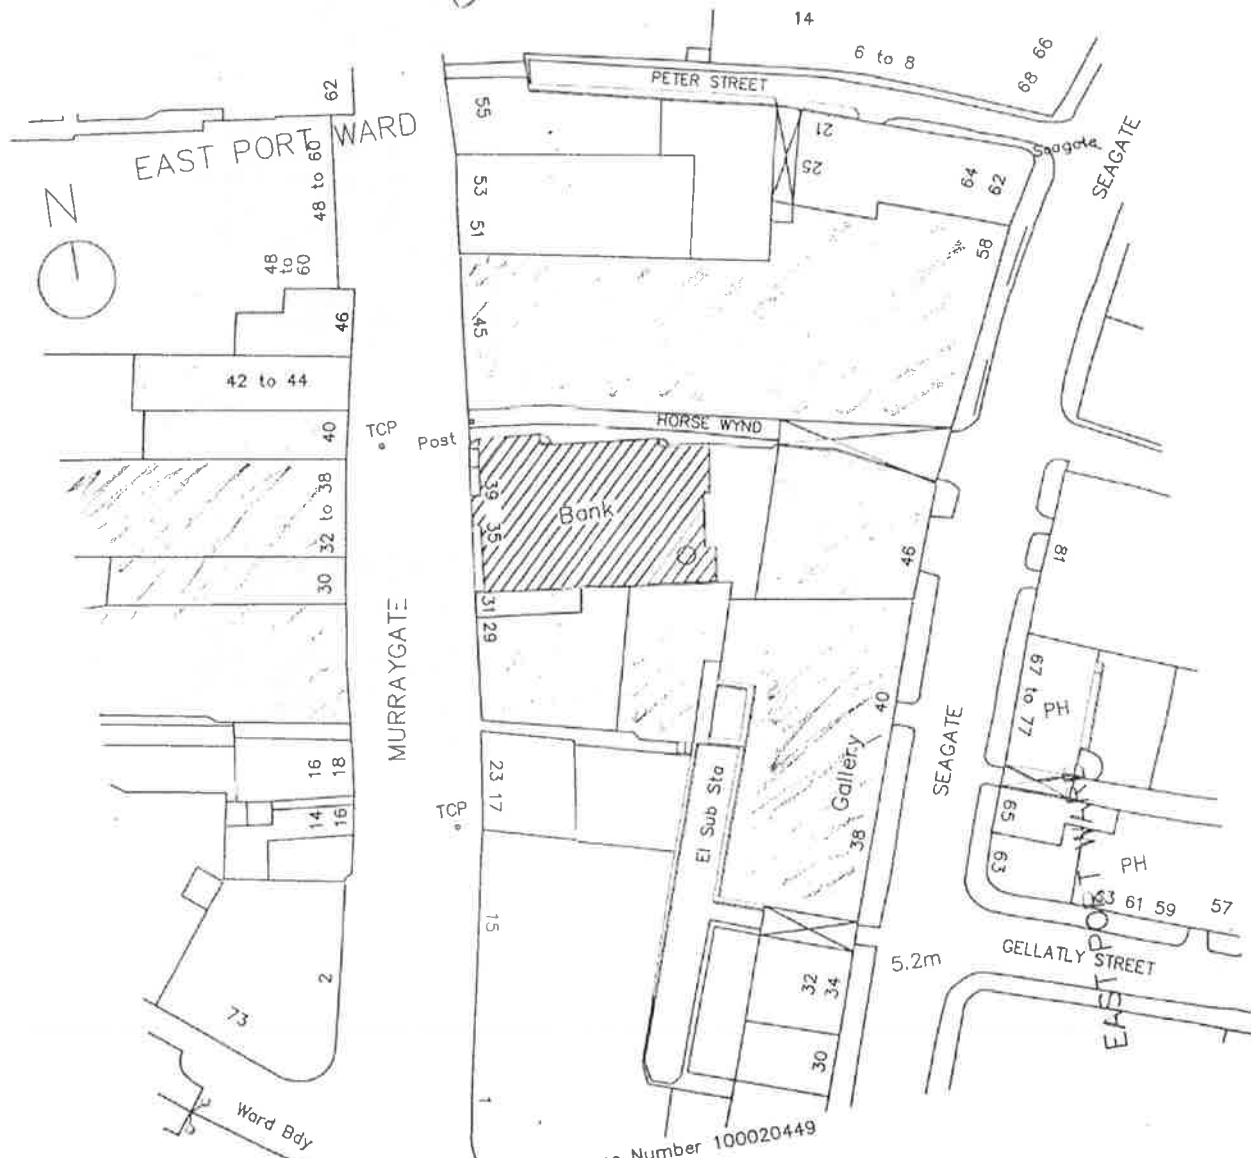 14
6 to 8
68 66
PETER STREET
62
EAST PORT WARD
55
21
25
Seagate
SEAGATE
64
62
48 to 60
53
51
N
58
48
to
60
46
45
42 to 44
40
TCP
Post
HORSE WYND
32 to 38
39
35
Bank
46
81
30
31
29
MURRAYGATE
67 to 77
PH
40
SEAGATE
Gallery
16
18
23 17
El Sub Sta
14
16
TCP
38
65
63
PH
63 61 59
57
15
5.2m
GELLATLY STREET
EAST PORT WARD
2
32
34
73
30
1
Ward Bdy
Number 100020449